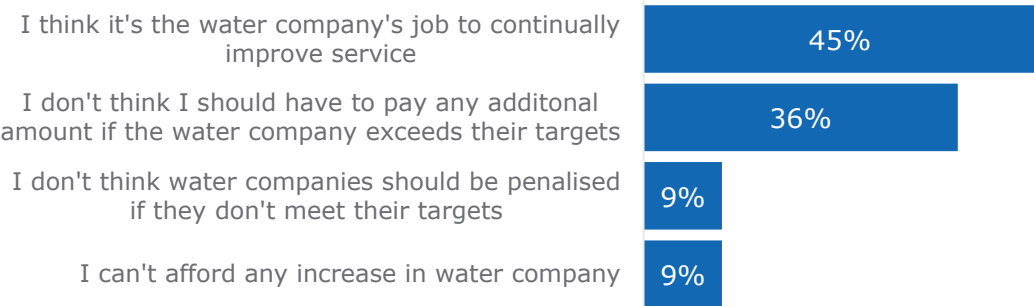 I think it's the water company's job to continually
improve service
45%
I don't think I should have to pay any additonal
amount if the water company exceeds their targets
36%
I don't think water companies should be penalised
if they don't meet their targets
9%
I can't afford any increase in water company
9%